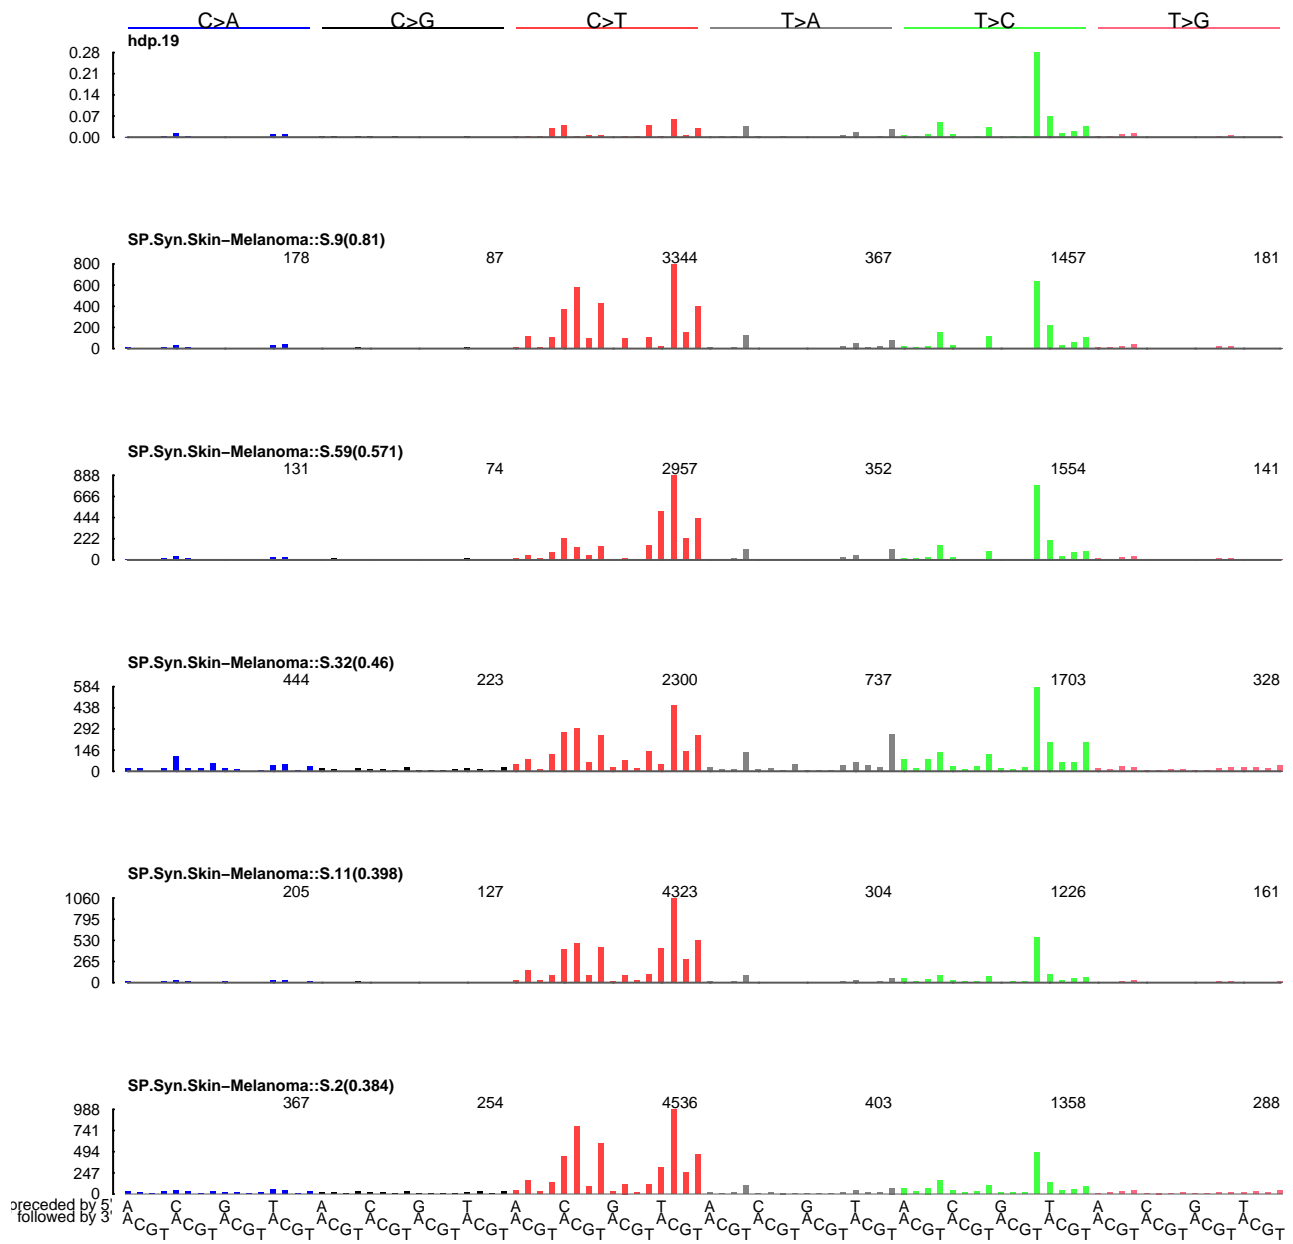 C>A C>G C>T T>A T>C T>G
hdp.19
0.28
0.21
0.14
0.07
0.00
SP.Syn.Skin−Melanoma::S.9(0.81)
178 87 3344 367 1457 181
800
600
400
200
0
SP.Syn.Skin−Melanoma::S.59(0.571)
131 74 2957 352 1554 141
888
666
444
222
0
SP.Syn.Skin−Melanoma::S.32(0.46)
444 223 2300 737 1703 328
584
438
292
146
0
SP.Syn.Skin−Melanoma::S.11(0.398)
205 127 4323 304 1226 161
1060
795
530
265
0
SP.Syn.Skin−Melanoma::S.2(0.384)
367 254 4536 403 1358 288
988
741
494
247
0
preceded by 5' A C G T A C G T A C G T A C G T A C G T A C G T
followed by 3' ACGT ACGT ACGT ACGT ACGT ACGT ACGT ACGT ACGT ACGT ACGT ACGT ACGT ACGT ACGT ACGT ACGT ACGT ACGT ACGT ACGT ACGT ACGT ACGT